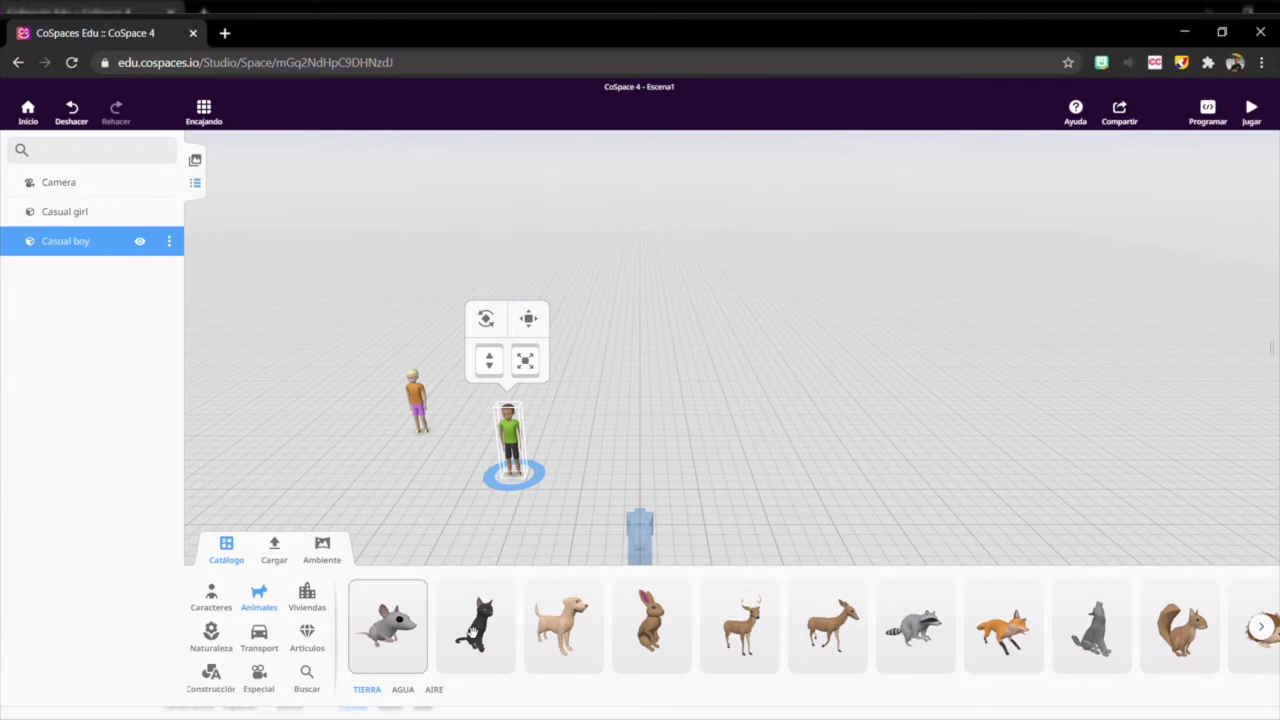 CoSpaces Edu :: CoSpace 4
edu.cospaces.io/Studio/Space/mGq2NdHpC9DHNzdJ
CoSpace 4 - Escena1
Inicio
Deshacer
Rehacer
Encajando
Ayuda
Compartir
Programar
Jugar
Camera
Casual girl
Casual boy
Catálogo
Cargar
Ambiente
Caracteres
Animales
Viviendas
Naturaleza
Transport
Artículos
Construcción
Especial
Buscar
TIERRA
AGUA
AIRE